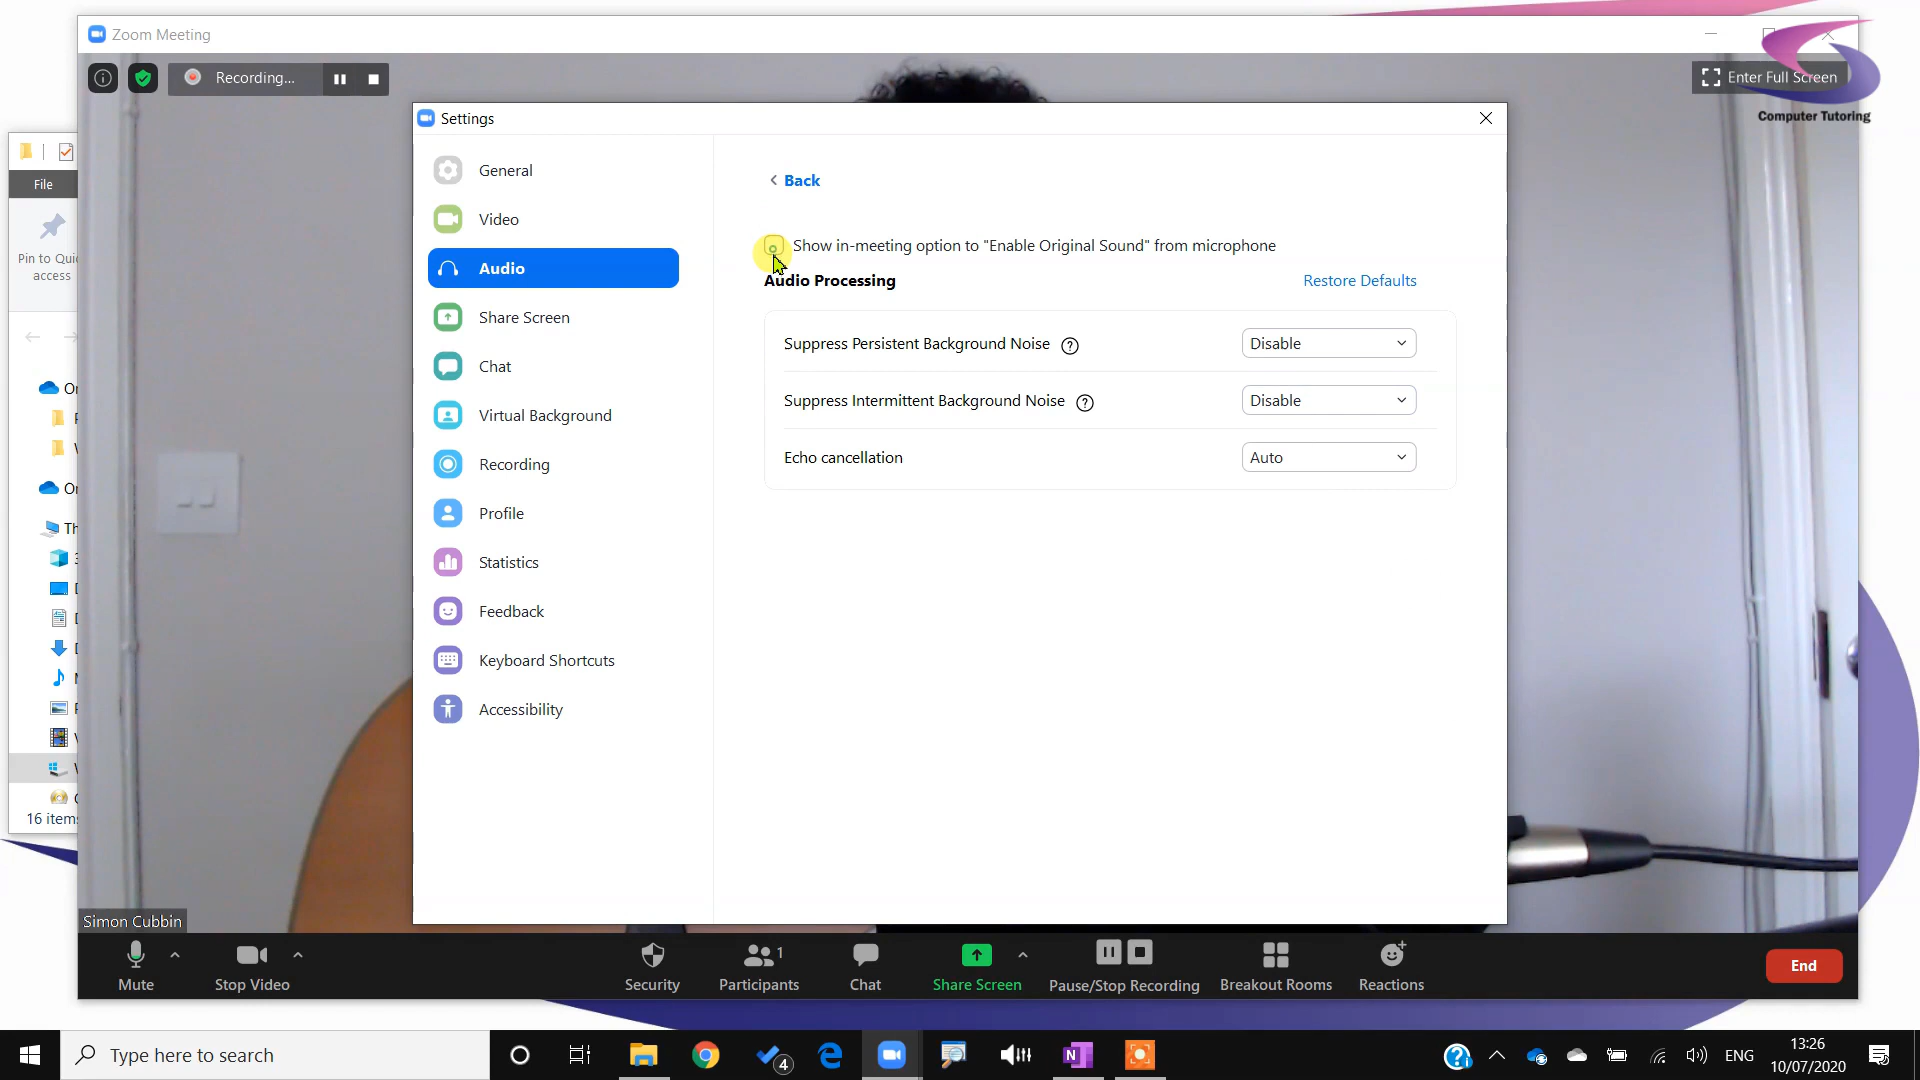 Zoom Meeting
Recording...
Enter Full Screen
Computer Tutoring
File
Pin to Quic
access
16 items
Settings
General
Video
Audio
Share Screen
Chat
Virtual Background
Recording
Profile
Statistics
Feedback
Keyboard Shortcuts
Accessibility
Back
Show in-meeting option to "Enable Original Sound" from microphone
Audio Processing
Restore Defaults
Suppress Persistent Background Noise
Disable
Suppress Intermittent Background Noise
Disable
Echo cancellation
Auto
Simon Cubbin
Mute
Stop Video
Security
1
Participants
Chat
Share Screen
Pause/Stop Recording
Breakout Rooms
Reactions
End
Type here to search
4
ENG
13:26
10/07/2020